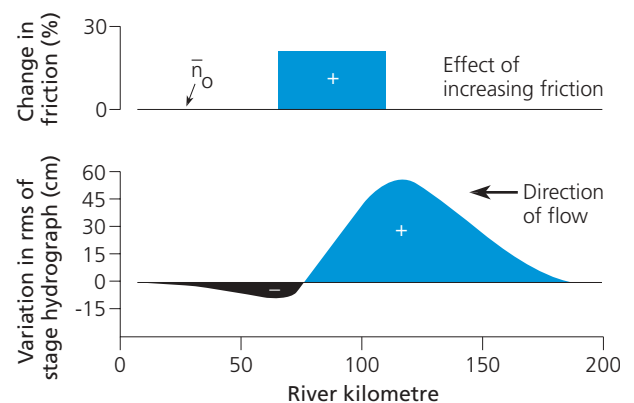 Change in
friction (%)
30
0
n̄o
+
Effect of
increasing friction
Variation in rms of
stage hydrograph (cm)
60
45
30
15
0
-15
+
−
Direction
of flow
0
50
100
150
200
River kilometre